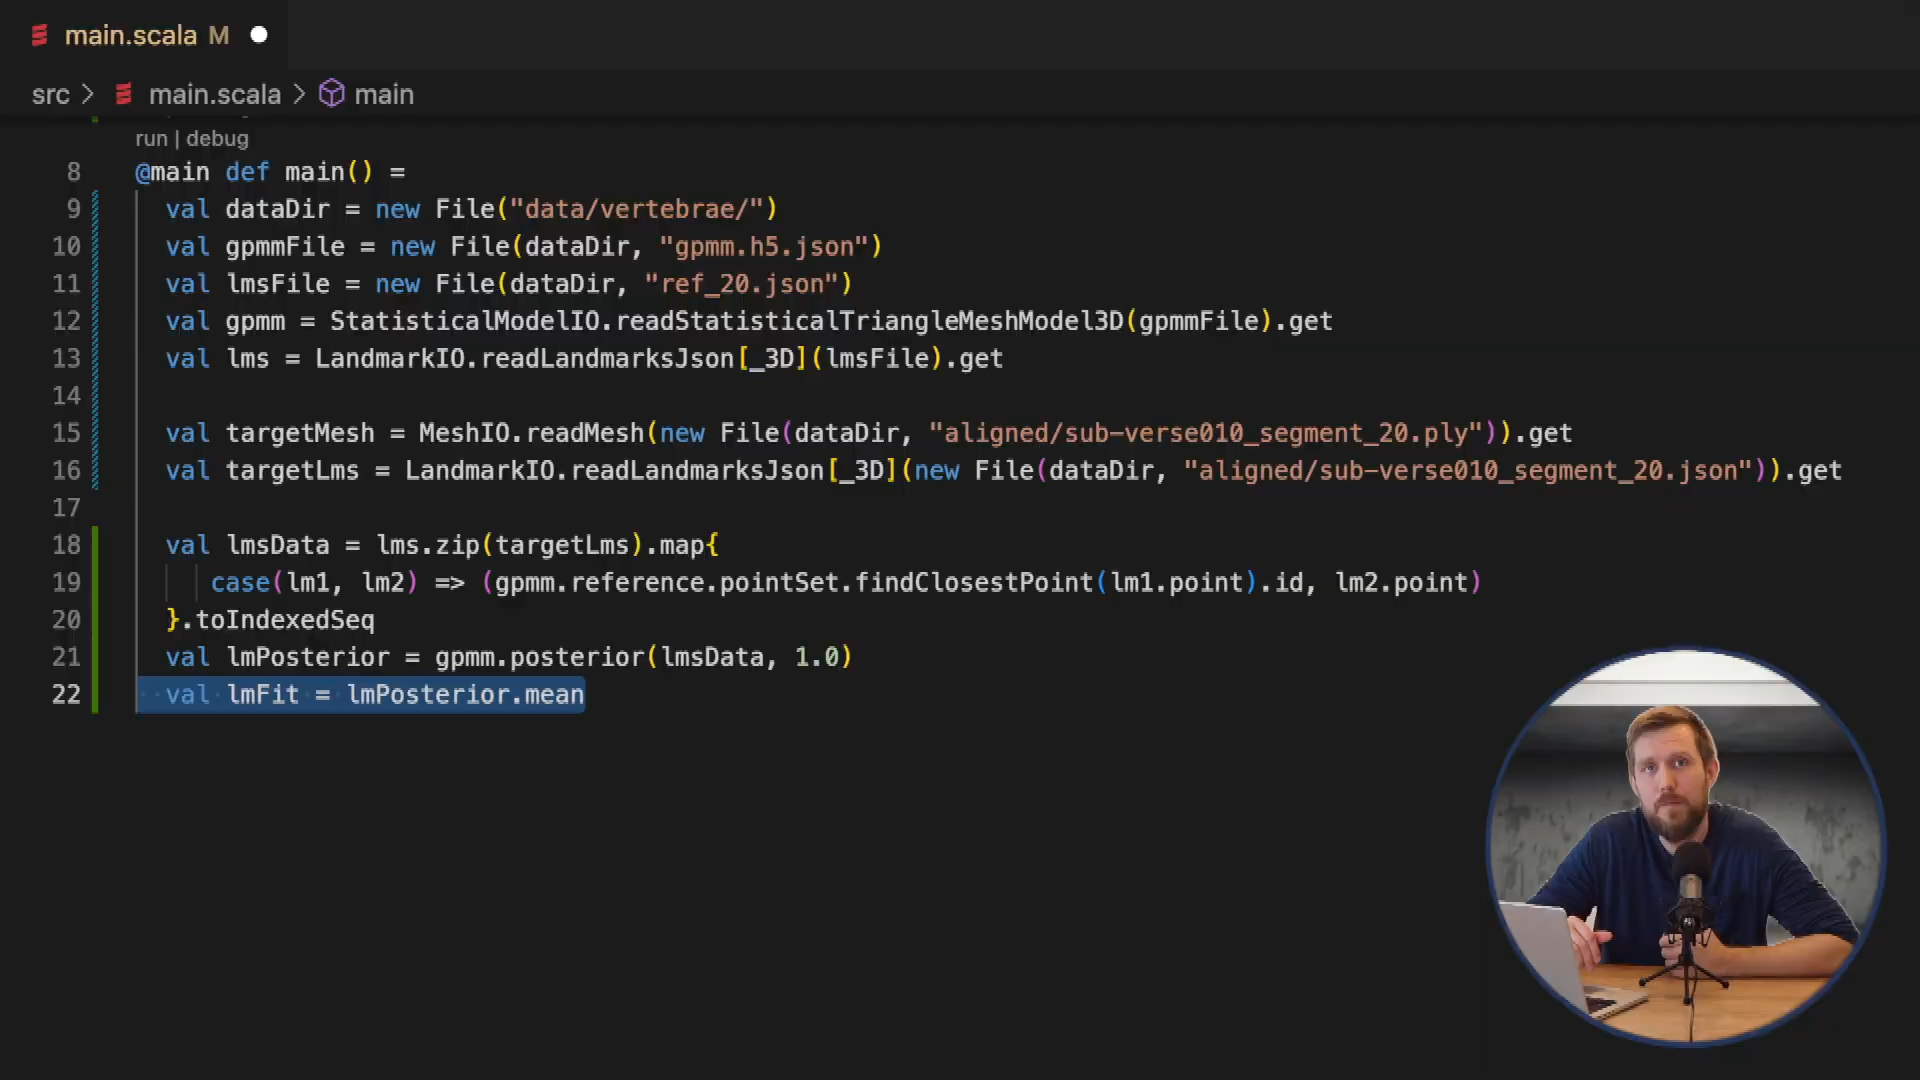 main.scala M
src > main.scala > main
run | debug
8 @main def main() =
9 val dataDir = new File("data/vertebrae/")
10 val gpmmFile = new File(dataDir, "gpmm.h5.json")
11 val lmsFile = new File(dataDir, "ref_20.json")
12 val gpmm = StatisticalModelIO.readStatisticalTriangleMeshModel3D(gpmmFile).get
13 val lms = LandmarkIO.readLandmarksJson[_3D](lmsFile).get
14
15 val targetMesh = MeshIO.readMesh(new File(dataDir, "aligned/sub-verse010_segment_20.ply")).get
16 val targetLms = LandmarkIO.readLandmarksJson[_3D](new File(dataDir, "aligned/sub-verse010_segment_20.json")).get
17
18 val lmsData = lms.zip(targetLms).map{
19 case(lm1, lm2) => (gpmm.reference.pointSet.findClosestPoint(lm1.point).id, lm2.point)
20 }.toIndexedSeq
21 val lmPosterior = gpmm.posterior(lmsData, 1.0)
22 val lmFit = lmPosterior.mean